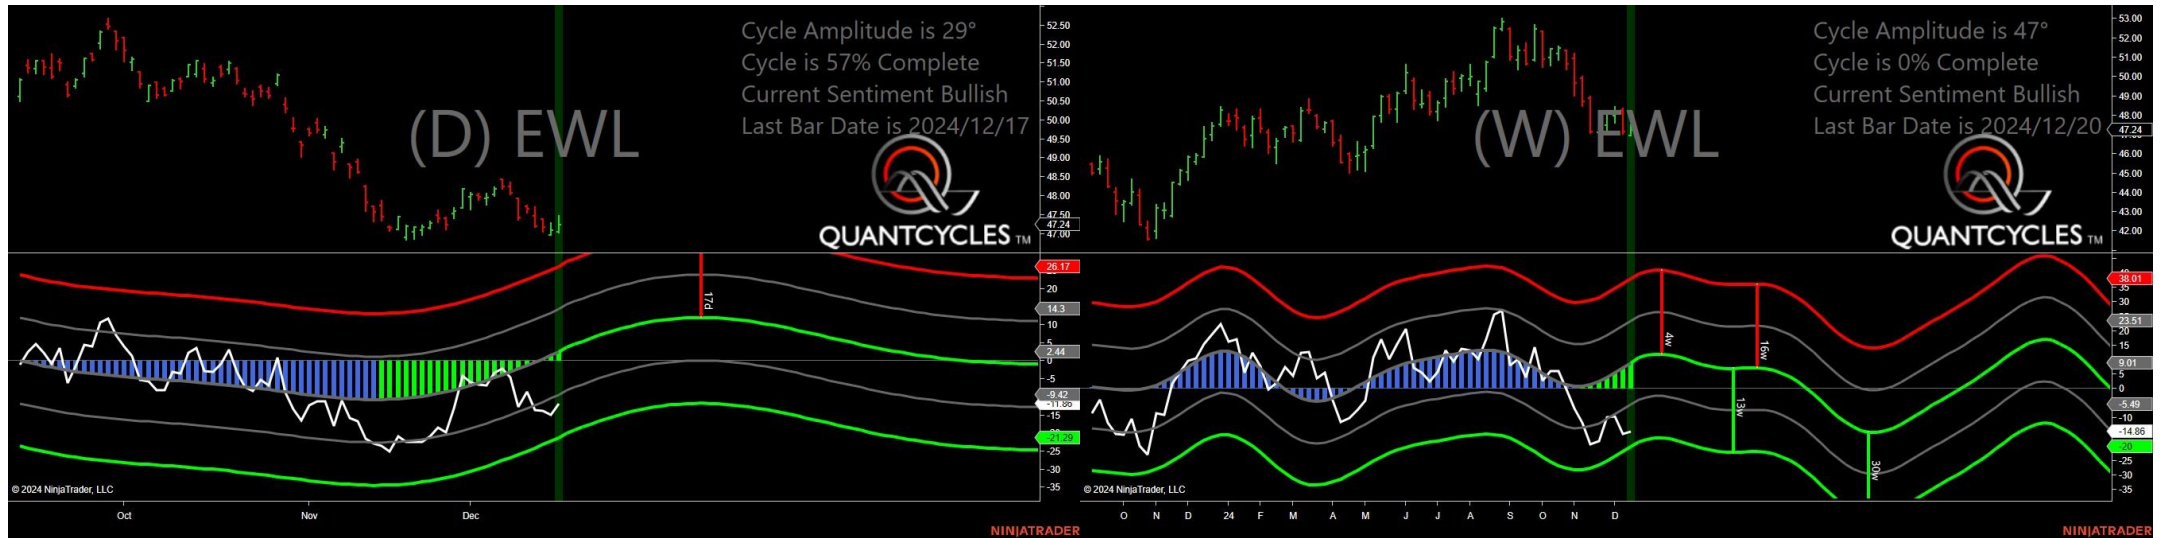 Cycle Amplitude is 29°
Cycle is 57% Complete
Current Sentiment Bullish
Last Bar Date is 2024/12/17
(D) EWL
QUANTCYCLES TM
52.50
52.00
51.50
51.00
50.50
50.00
49.50
49.00
48.50
48.00
47.50
47.24
47.00
26.17
20
14.3
10
5
2.44
0
-5
-9.42
-11.86
-15
-21.29
-25
-30
-35
17d
© 2024 NinjaTrader, LLC
Oct
Nov
Dec
NINJATRADER
Cycle Amplitude is 47°
Cycle is 0% Complete
Current Sentiment Bullish
Last Bar Date is 2024/12/20
(W) EWL
QUANTCYCLES TM
53.00
52.00
51.00
50.00
49.00
48.00
47.24
46.00
45.00
44.00
43.00
42.00
38.01
35
30
23.51
20
15
9.01
5
0
-5.49
-10
-14.86
-20
-25
-30
-35
4w
16w
13w
30w
© 2024 NinjaTrader, LLC
O N D 24 F M A M J J A S O N D
NINJATRADER